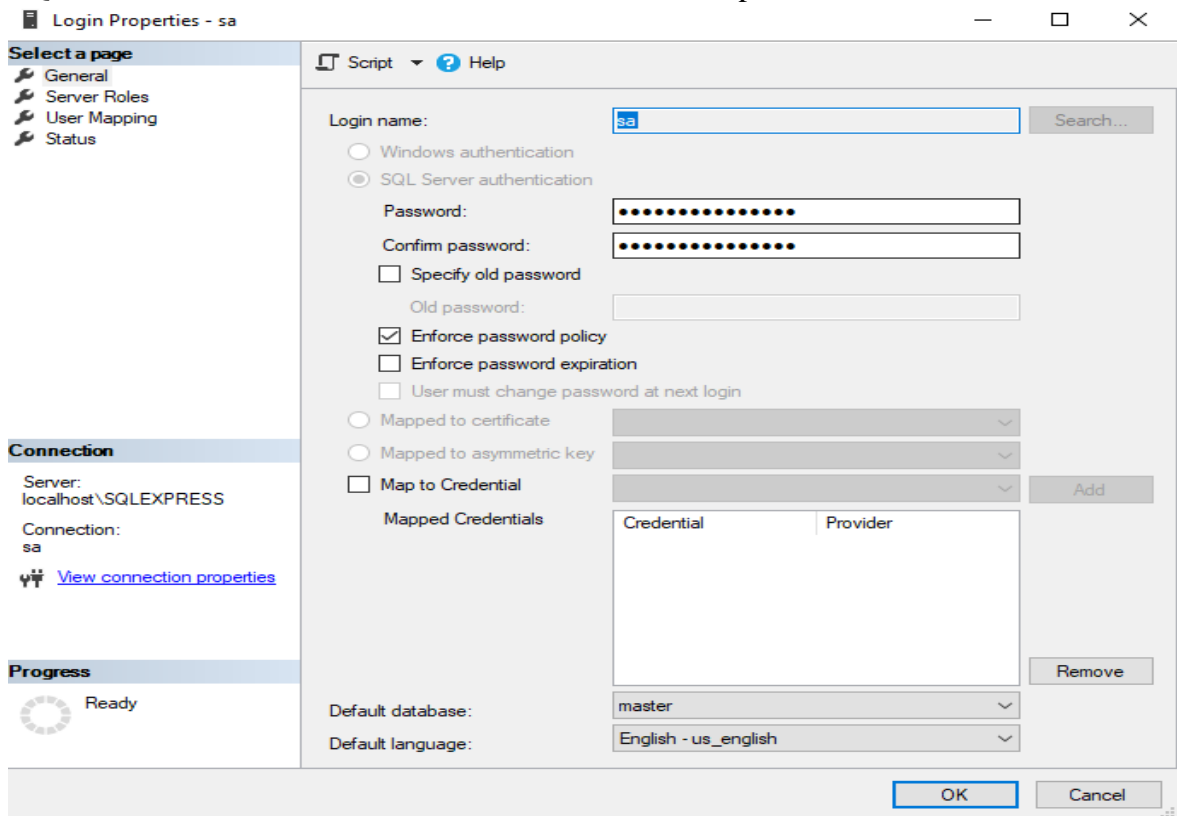 Login Properties - sa
Select a page
General
Server Roles
User Mapping
Status
Script
Help
Login name:
sa
Search...
Windows authentication
SQL Server authentication
Password:
Confirm password:
Specify old password
Old password:
Enforce password policy
Enforce password expiration
User must change password at next login
Mapped to certificate
Mapped to asymmetric key
Map to Credential
Add
Mapped Credentials
Credential Provider
Remove
Default database:
master
Default language:
English - us_english
Connection
Server:
localhost\SQLEXPRESS
Connection:
sa
View connection properties
Progress
Ready
OK
Cancel